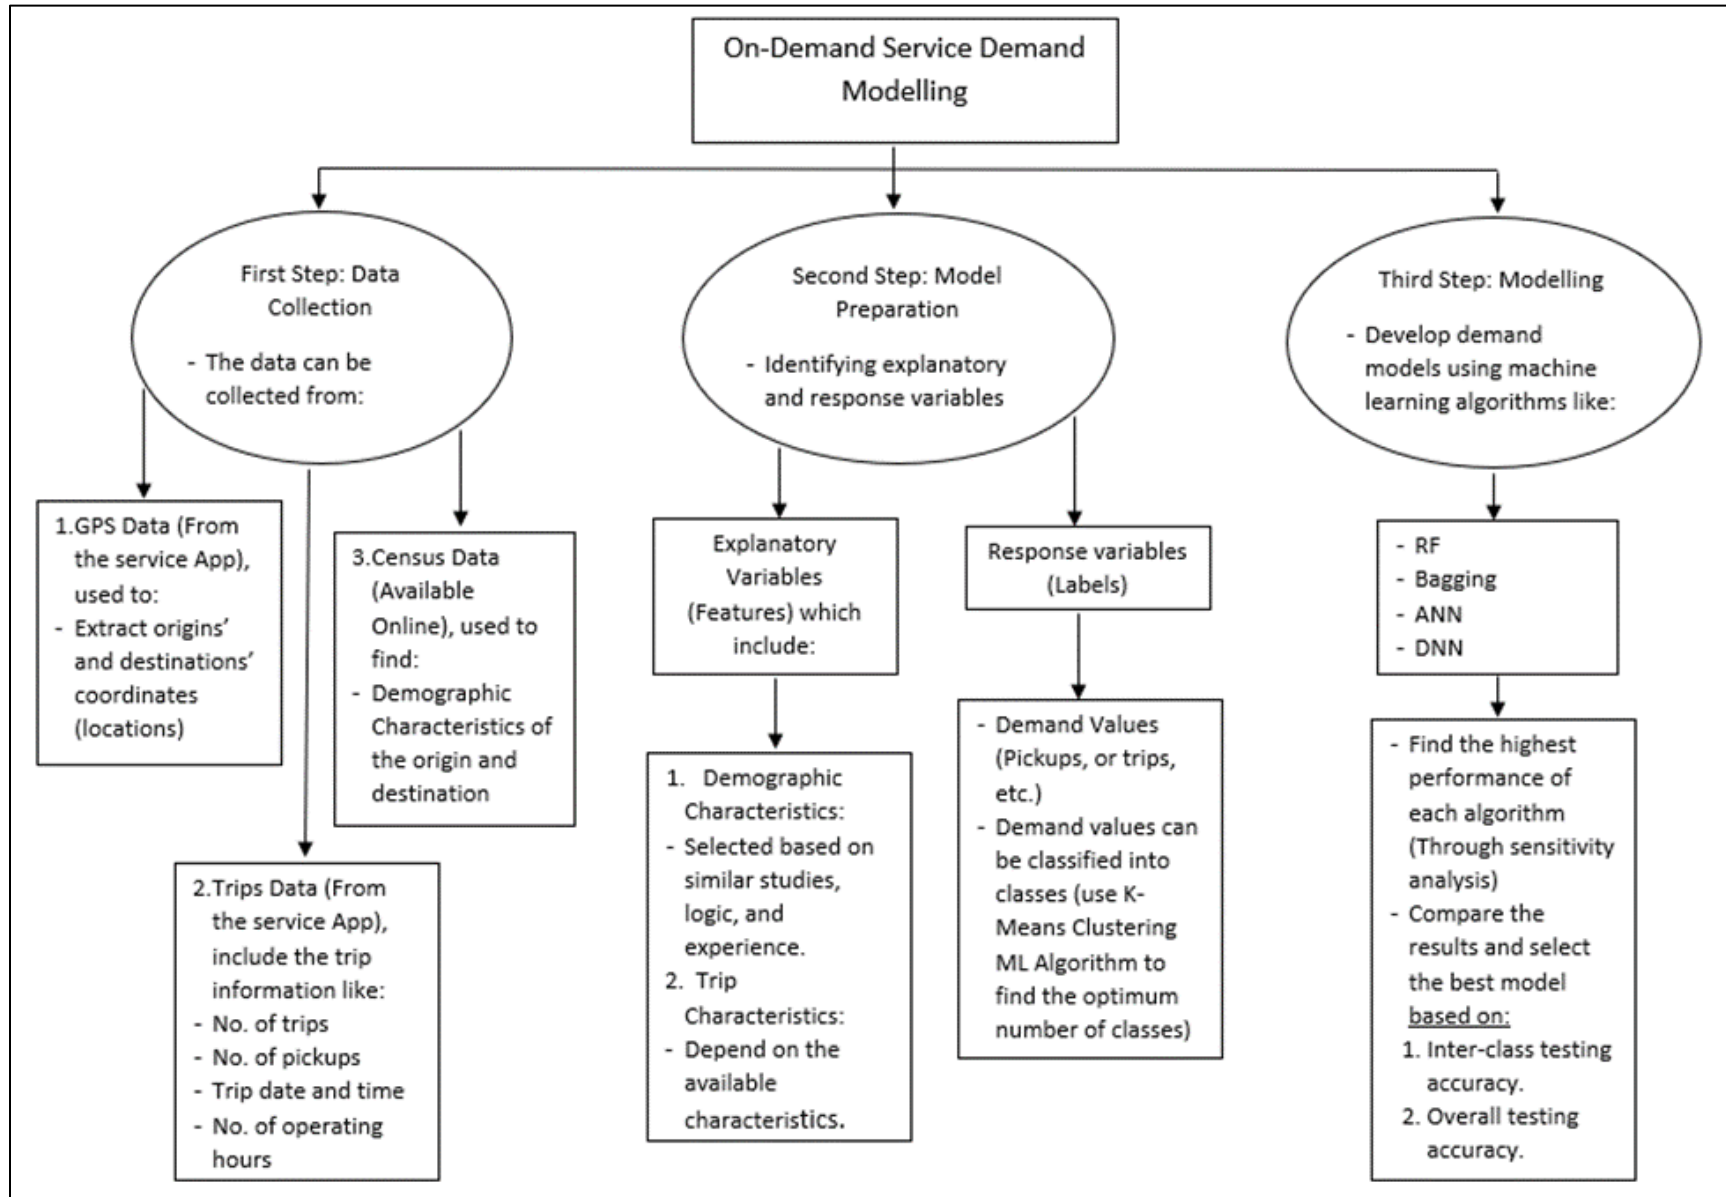 On-Demand Service Demand
Modelling
First Step: Data
Collection
- The data can be
collected from:
1.GPS Data (From
the service App),
used to:
- Extract origins’
and destinations’
coordinates
(locations)
2.Trips Data (From
the service App),
include the trip
information like:
- No. of trips
- No. of pickups
- Trip date and time
- No. of operating
hours
3.Census Data
(Available
Online), used to
find:
- Demographic
Characteristics of
the origin and
destination
Second Step: Model
Preparation
- Identifying explanatory
and response variables
Explanatory
Variables
(Features) which
include:
1. Demographic
Characteristics:
- Selected based on
similar studies,
logic, and
experience.
2. Trip
Characteristics:
- Depend on the
available
characteristics.
Response variables
(Labels)
- Demand Values
(Pickups, or trips,
etc.)
- Demand values can
be classified into
classes (use K-
Means Clustering
ML Algorithm to
find the optimum
number of classes)
Third Step: Modelling
- Develop demand
models using machine
learning algorithms like:
- RF
- Bagging
- ANN
- DNN
- Find the highest
performance of
each algorithm
(Through sensitivity
analysis)
- Compare the
results and select
the best model
based on:
1. Inter-class testing
accuracy.
2. Overall testing
accuracy.